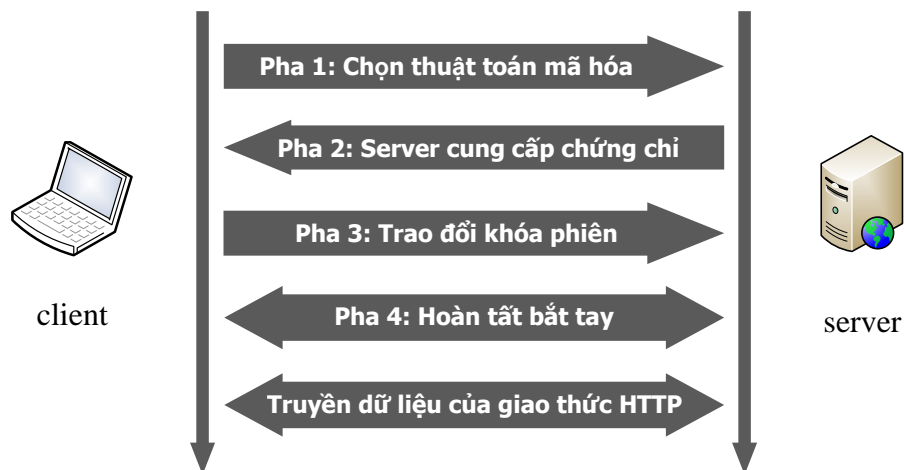 Pha 1: Chọn thuật toán mã hóa
Pha 2: Server cung cấp chứng chỉ
Pha 3: Trao đổi khóa phiên
client
Pha 4: Hoàn tất bắt tay
server
Truyền dữ liệu của giao thức HTTP